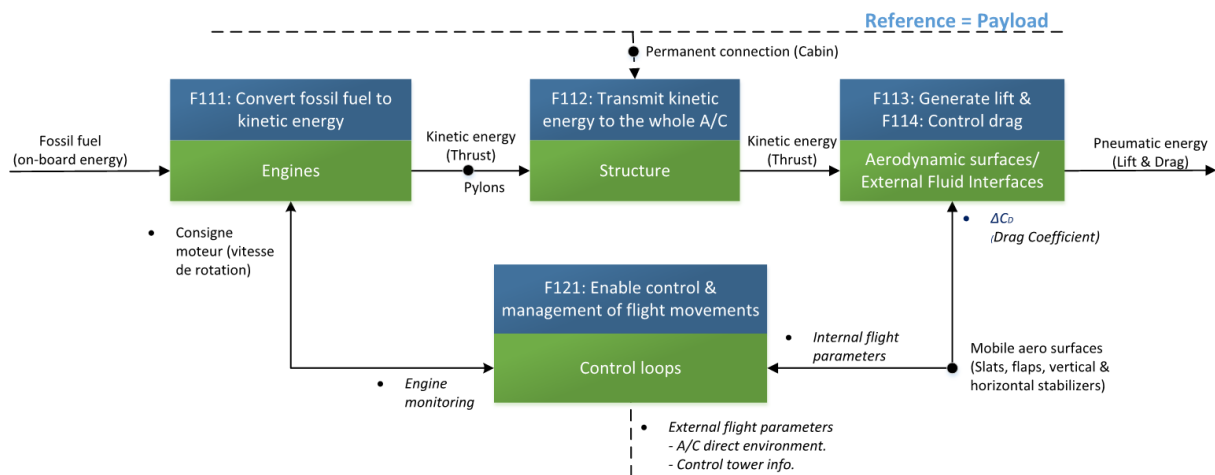 Reference = Payload
Permanent connection (Cabin)
F111: Convert fossil fuel to
kinetic energy
Engines
F112: Transmit kinetic
energy to the whole A/C
Structure
F113: Generate lift &
F114: Control drag
Aerodynamic surfaces/
External Fluid Interfaces
Fossil fuel
(on-board energy)
Kinetic energy
(Thrust)
Pylons
Kinetic energy
(Thrust)
Pneumatic energy
(Lift & Drag)
• Consigne
moteur (vitesse
de rotation)
• ΔCD
(Drag Coefficient)
F121: Enable control &
management of flight movements
Control loops
• Internal flight
parameters
Mobile aero surfaces
(Slats, flaps, vertical &
horizontal stabilizers)
• Engine
monitoring
• External flight parameters
- A/C direct environment.
- Control tower info.